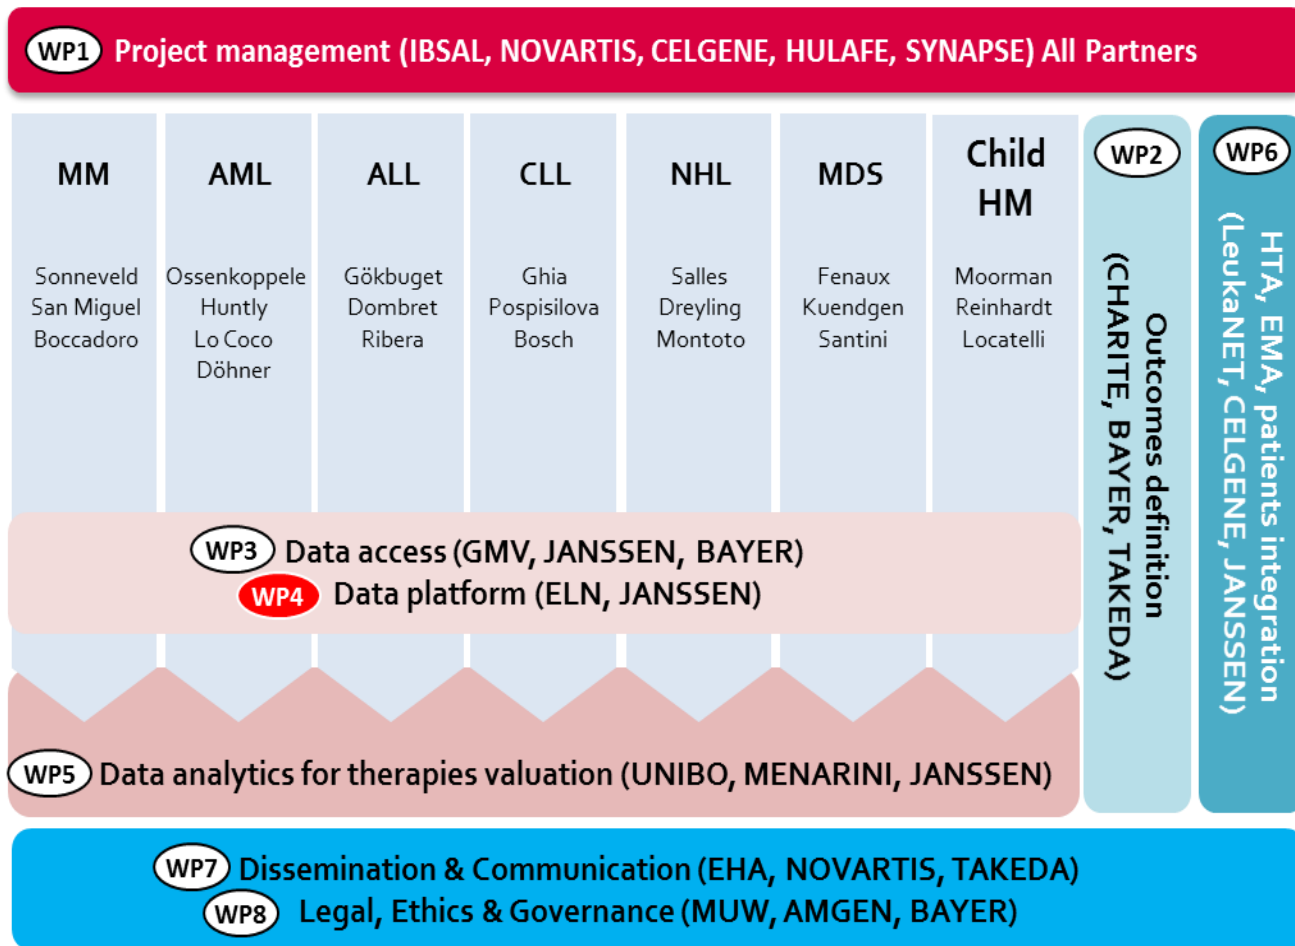 WP1 Project management (IBSAL, NOVARTIS, CELGENE, HULAFE, SYNAPSE) All Partners
MM
Sonneveld
San Miguel
Boccadoro
AML
Ossenkoppele
Huntly
Lo Coco
Döhner
ALL
Gökbuget
Dombret
Ribera
CLL
Ghia
Pospisilova
Bosch
NHL
Salles
Dreyling
Montoto
MDS
Fenaux
Kuendgen
Santini
Child
HM
Moorman
Reinhardt
Locatelli
WP2
Outcomes definition
(CHARITE, BAYER, TAKEDA)
WP6
HTA, EMA, patients integration
(LeukaNET, CELGENE, JANSSEN)
WP3 Data access (GMV, JANSSEN, BAYER)
WP4 Data platform (ELN, JANSSEN)
WP5 Data analytics for therapies valuation (UNIBO, MENARINI, JANSSEN)
WP7 Dissemination & Communication (EHA, NOVARTIS, TAKEDA)
WP8 Legal, Ethics & Governance (MUW, AMGEN, BAYER)